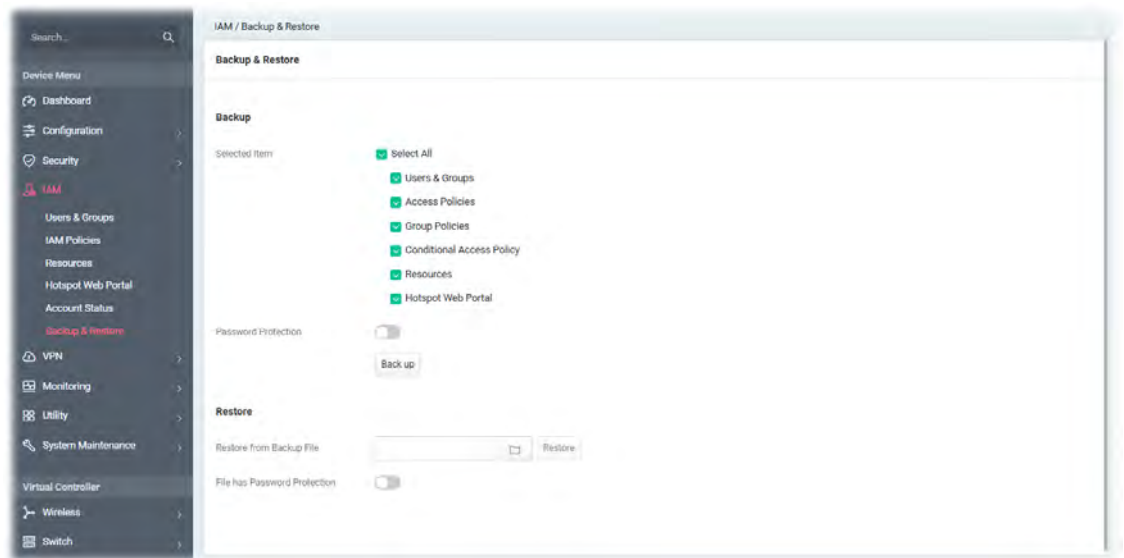 Search...
Device Menu
Dashboard
Configuration
Security
IAM
Users & Groups
IAM Policies
Resources
Hotspot Web Portal
Account Status
Backup & Restore
VPN
Monitoring
Utility
System Maintenance
Virtual Controller
Wireless
Switch
IAM / Backup & Restore
Backup & Restore
Backup
Selected Item
Select All
Users & Groups
Access Policies
Group Policies
Conditional Access Policy
Resources
Hotspot Web Portal
Password Protection
Back up
Restore
Restore from Backup File
Restore
File has Password Protection